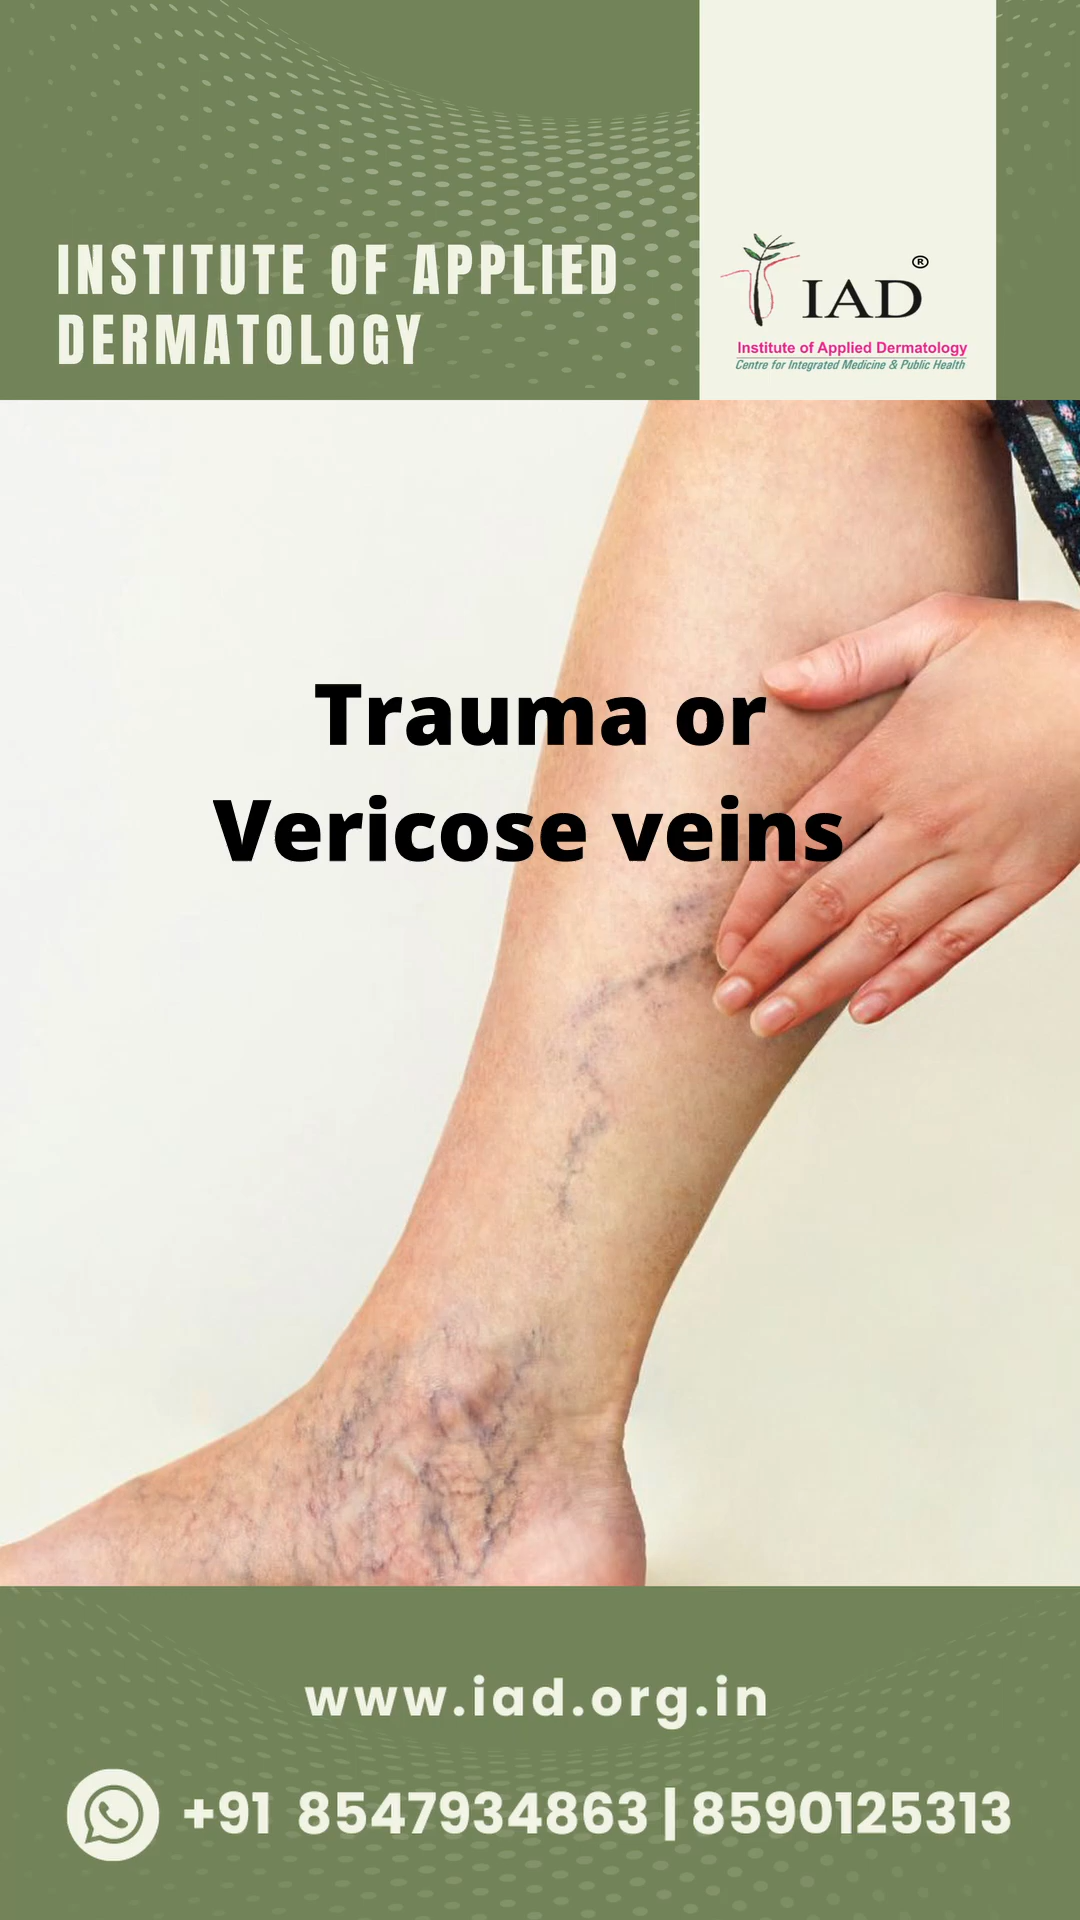 INSTITUTE OF APPLIED
DERMATOLOGY
IAD®
Institute of Applied Dermatology
Centre for Integrated Medicine & Public Health
Trauma or
Vericose veins
www.iad.org.in
+91 8547934863 | 8590125313